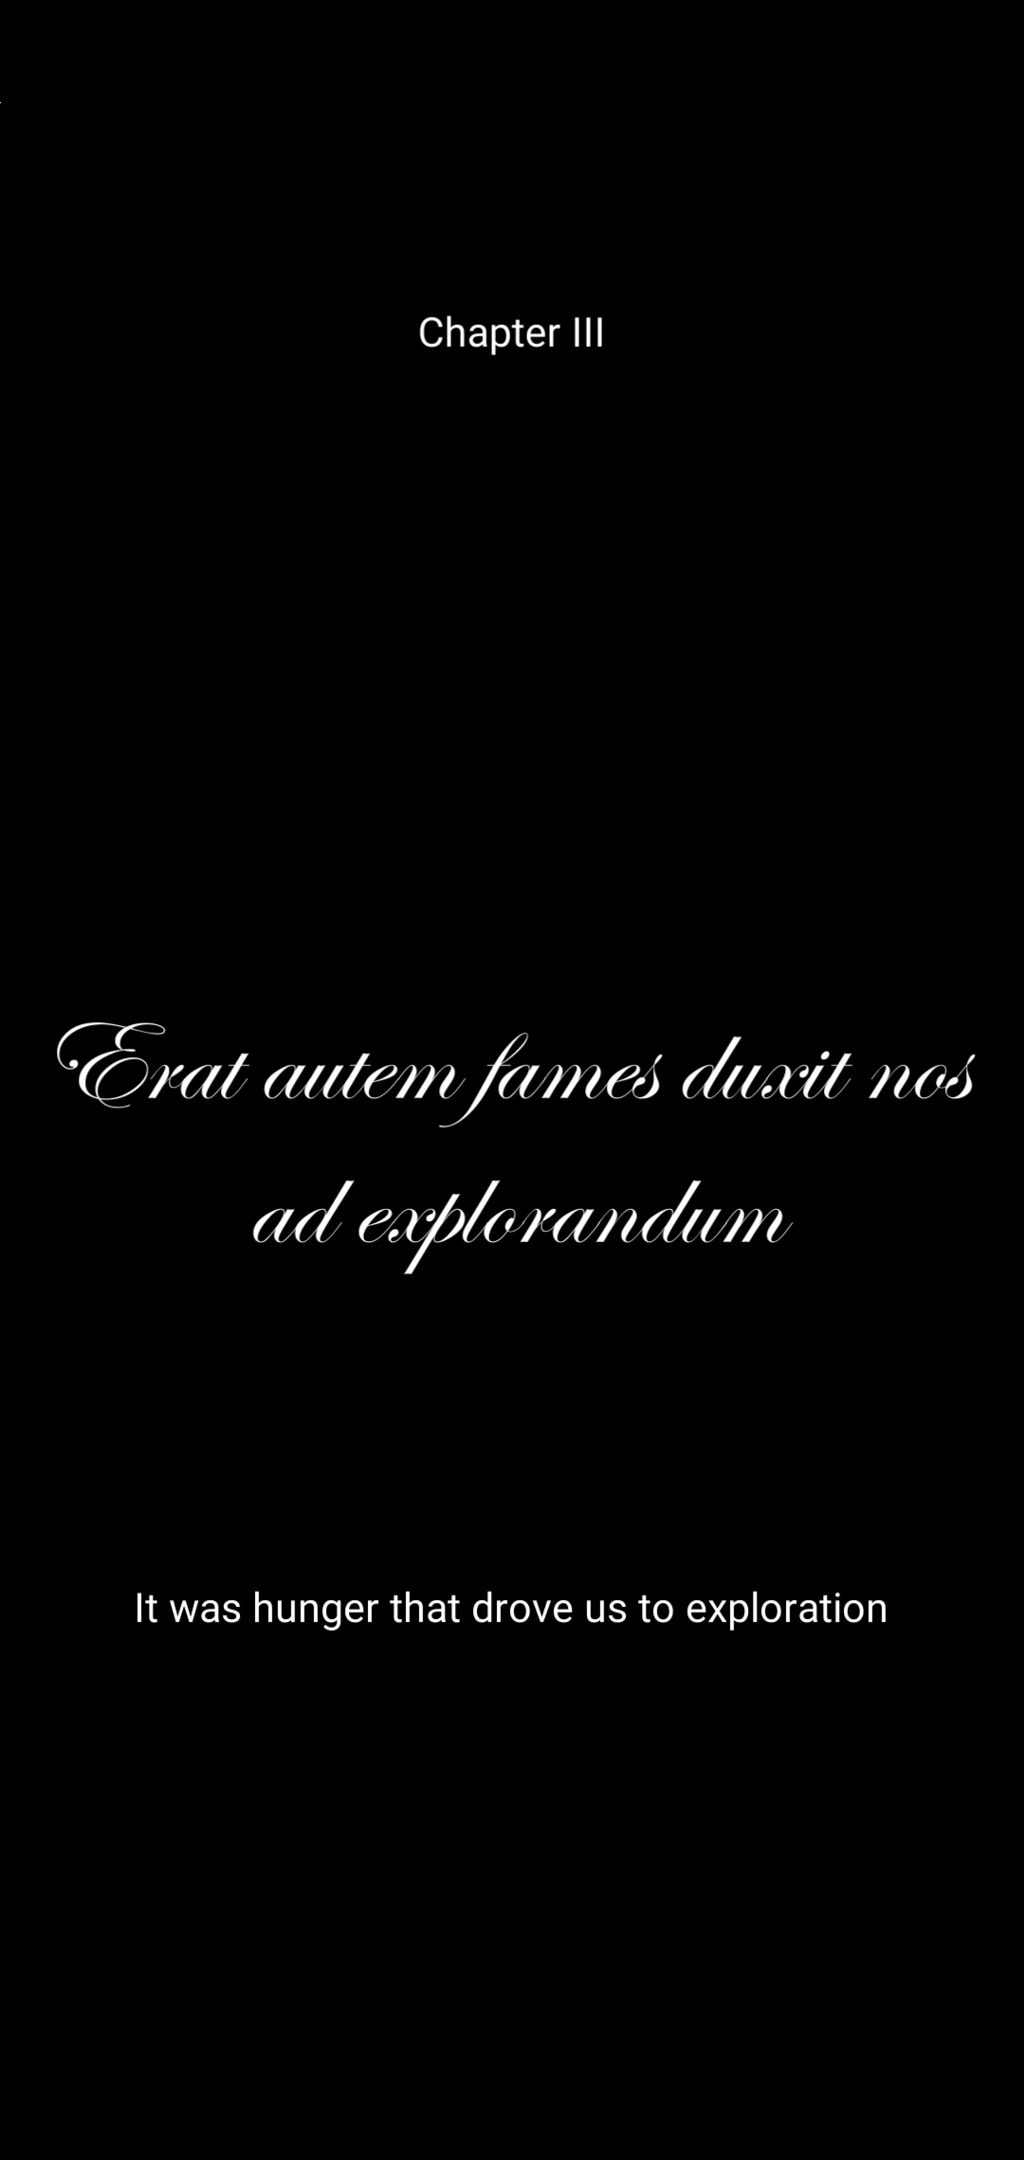 Chapter III
Erat autem fames duxit nos
ad explorandum
It was hunger that drove us to exploration